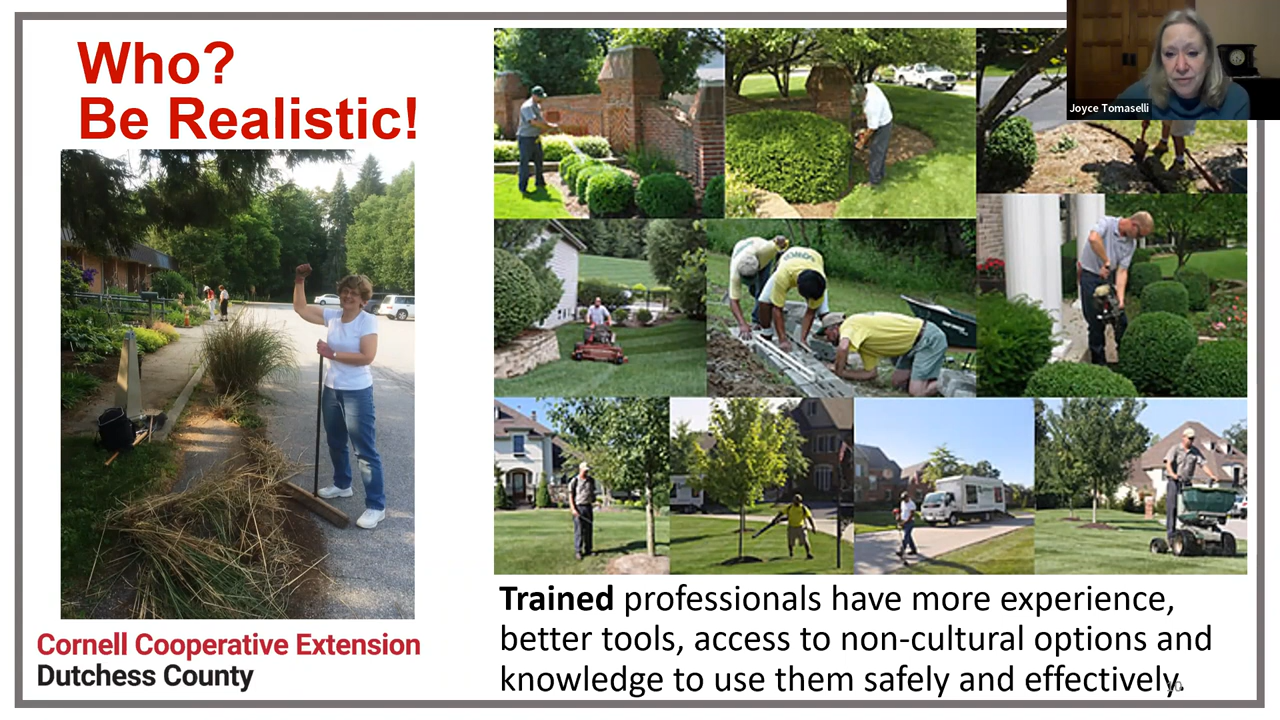 Who?
Be Realistic!
Joyce Tomaselli
Cornell Cooperative Extension
Dutchess County
Trained professionals have more experience,
better tools, access to non-cultural options and
knowledge to use them safely and effectively.